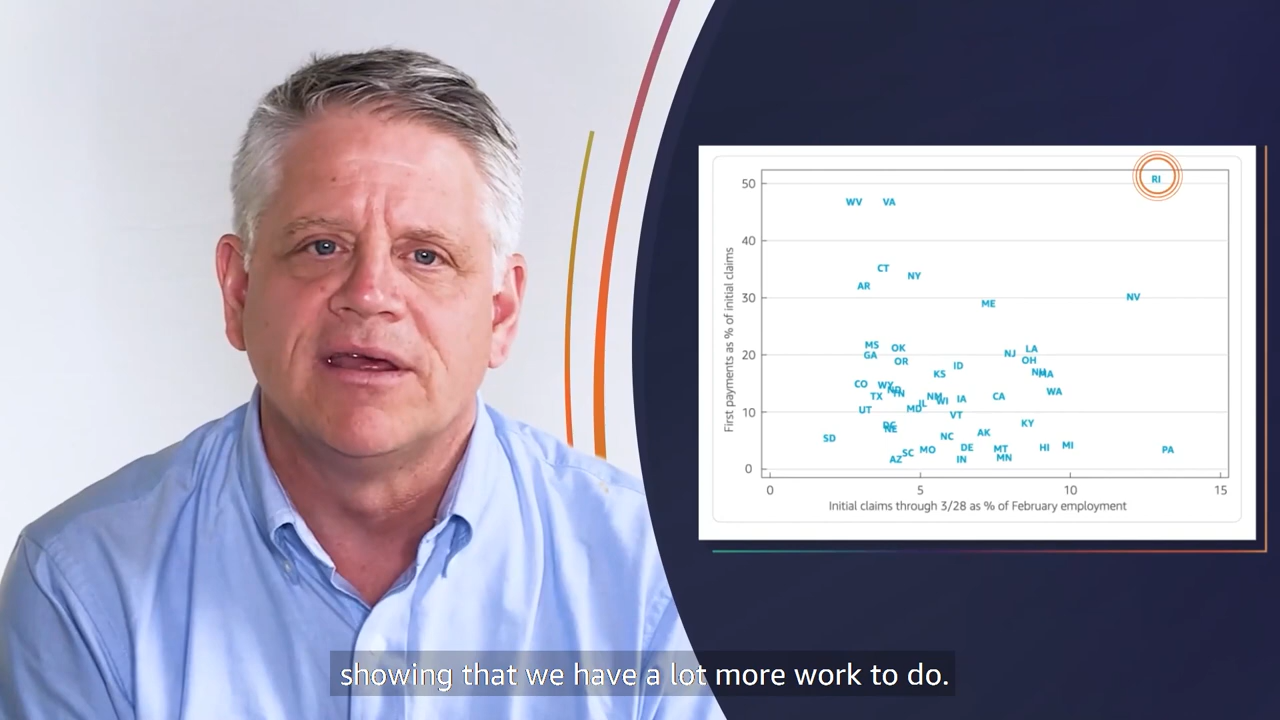 RI
50
WV VA
40
CT
NY
AR
First payments as % of initial claims
30
NV
ME
MS
OK
LA
NJ
GA
20
OR
OH
ID
KS
MA
CO
WY
TN
TX
NM
WI
IA
CA
WA
IL
UT
MD
10
VT
KY
DC
NE
AK
NC
SD
MO
DE
MT
HI
MI
PA
SC
AZ
IN
MN
0
0 5 10 15
Initial claims through 3/28 as % of February employment
showing that we have a lot more work to do.